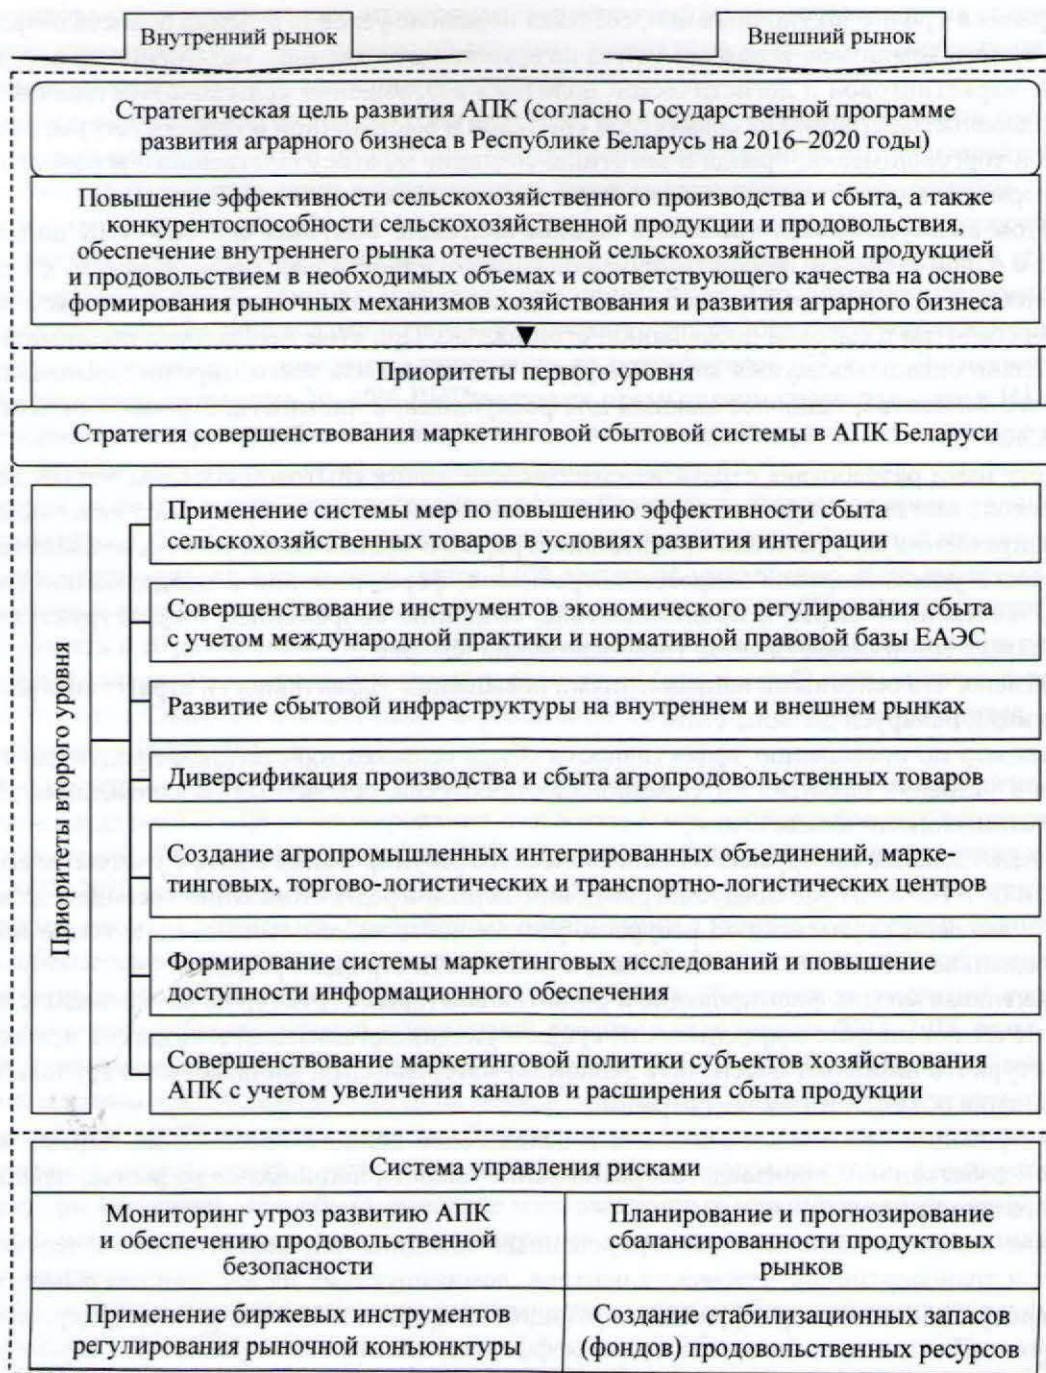 Внутренний рынок
Внешний рынок
Стратегическая цель развития АПК (согласно Государственной программе
развития аграрного бизнеса в Республике Беларусь на 2016–2020 годы)
Повышение эффективности сельскохозяйственного производства и сбыта, а также
конкурентоспособности сельскохозяйственной продукции и продовольствия,
обеспечение внутреннего рынка отечественной сельскохозяйственной продукцией
и продовольствием в необходимых объемах и соответствующего качества на основе
формирования рыночных механизмов хозяйствования и развития аграрного бизнеса
Приоритеты первого уровня
Стратегия совершенствования маркетинговой сбытовой системы в АПК Беларуси
Приоритеты второго уровня
Применение системы мер по повышению эффективности сбыта
сельскохозяйственных товаров в условиях развития интеграции
Совершенствование инструментов экономического регулирования сбыта
с учетом международной практики и нормативной правовой базы ЕАЭС
Развитие сбытовой инфраструктуры на внутреннем и внешнем рынках
Диверсификация производства и сбыта агропродовольственных товаров
Создание агропромышленных интегрированных объединений, марке-
тинговых, торгово-логистических и транспортно-логистических центров
Формирование системы маркетинговых исследований и повышение
доступности информационного обеспечения
Совершенствование маркетинговой политики субъектов хозяйствования
АПК с учетом увеличения каналов и расширения сбыта продукции
Система управления рисками
Мониторинг угроз развитию АПК
и обеспечению продовольственной
безопасности
Планирование и прогнозирование
сбалансированности продуктовых
рынков
Применение биржевых инструментов
регулирования рыночной конъюнктуры
Создание стабилизационных запасов
(фондов) продовольственных ресурсов